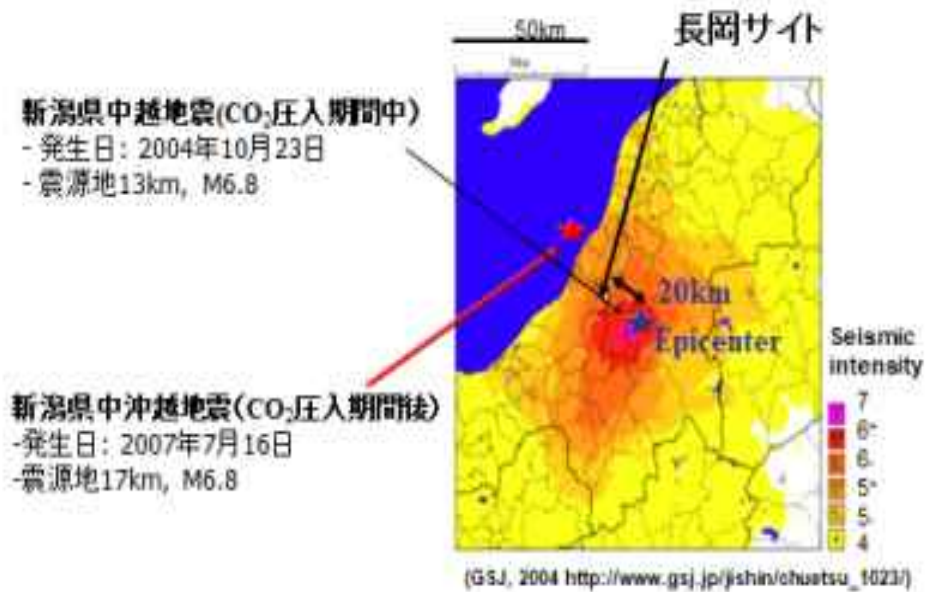 50km
長岡サイト
新潟県中越地震(CO₂圧入期間中)
- 発生日: 2004年10月23日
- 震源地13km, M6.8
20km
Epicenter
新潟県中沖越地震(CO₂圧入期間後)
-発生日: 2007年7月16日
-震源地17km, M6.8
Seismic
intensity
7
6+
6-
5+
5-
4
(GSJ, 2004 http://www.gsj.jp/jishin/chuetsu_1023/)